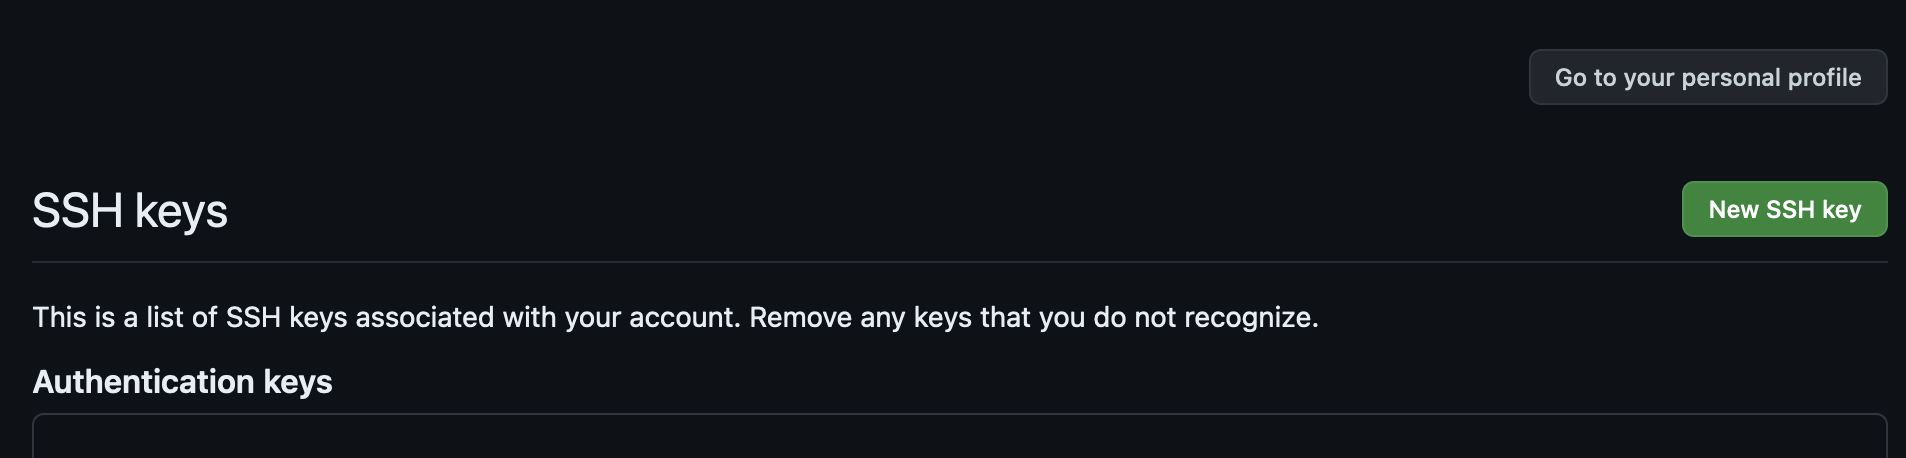 Go to your personal profile
SSH keys
New SSH key
This is a list of SSH keys associated with your account. Remove any keys that you do not recognize.
Authentication keys